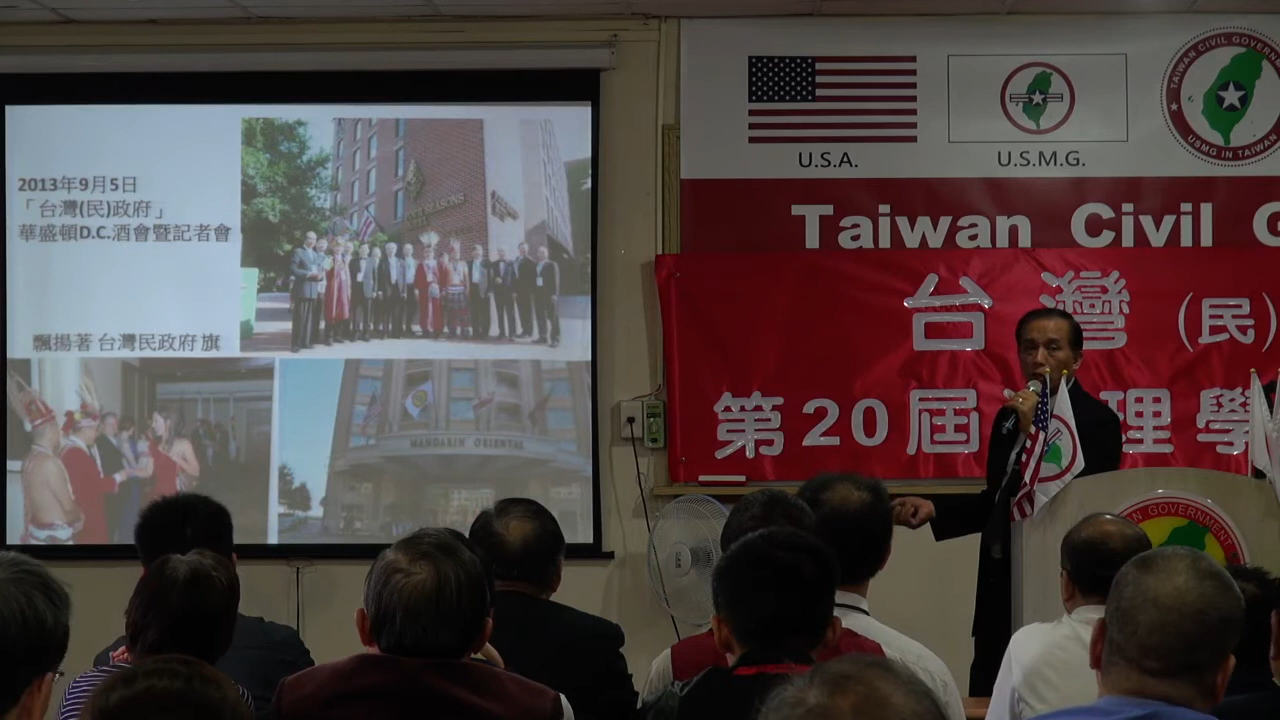 2013年9月5日
「台灣(民)政府」
華盛頓D.C.酒會暨記者會
飄揚著 台灣民政府 旗
MANDARIN ORIENTAL
U.S.A.
U.S.M.G.
TAIWAN CIVIL GOVERNMENT
USMG IN TAIWAN
Taiwan Civil G
台灣(民)
第20屆 理學